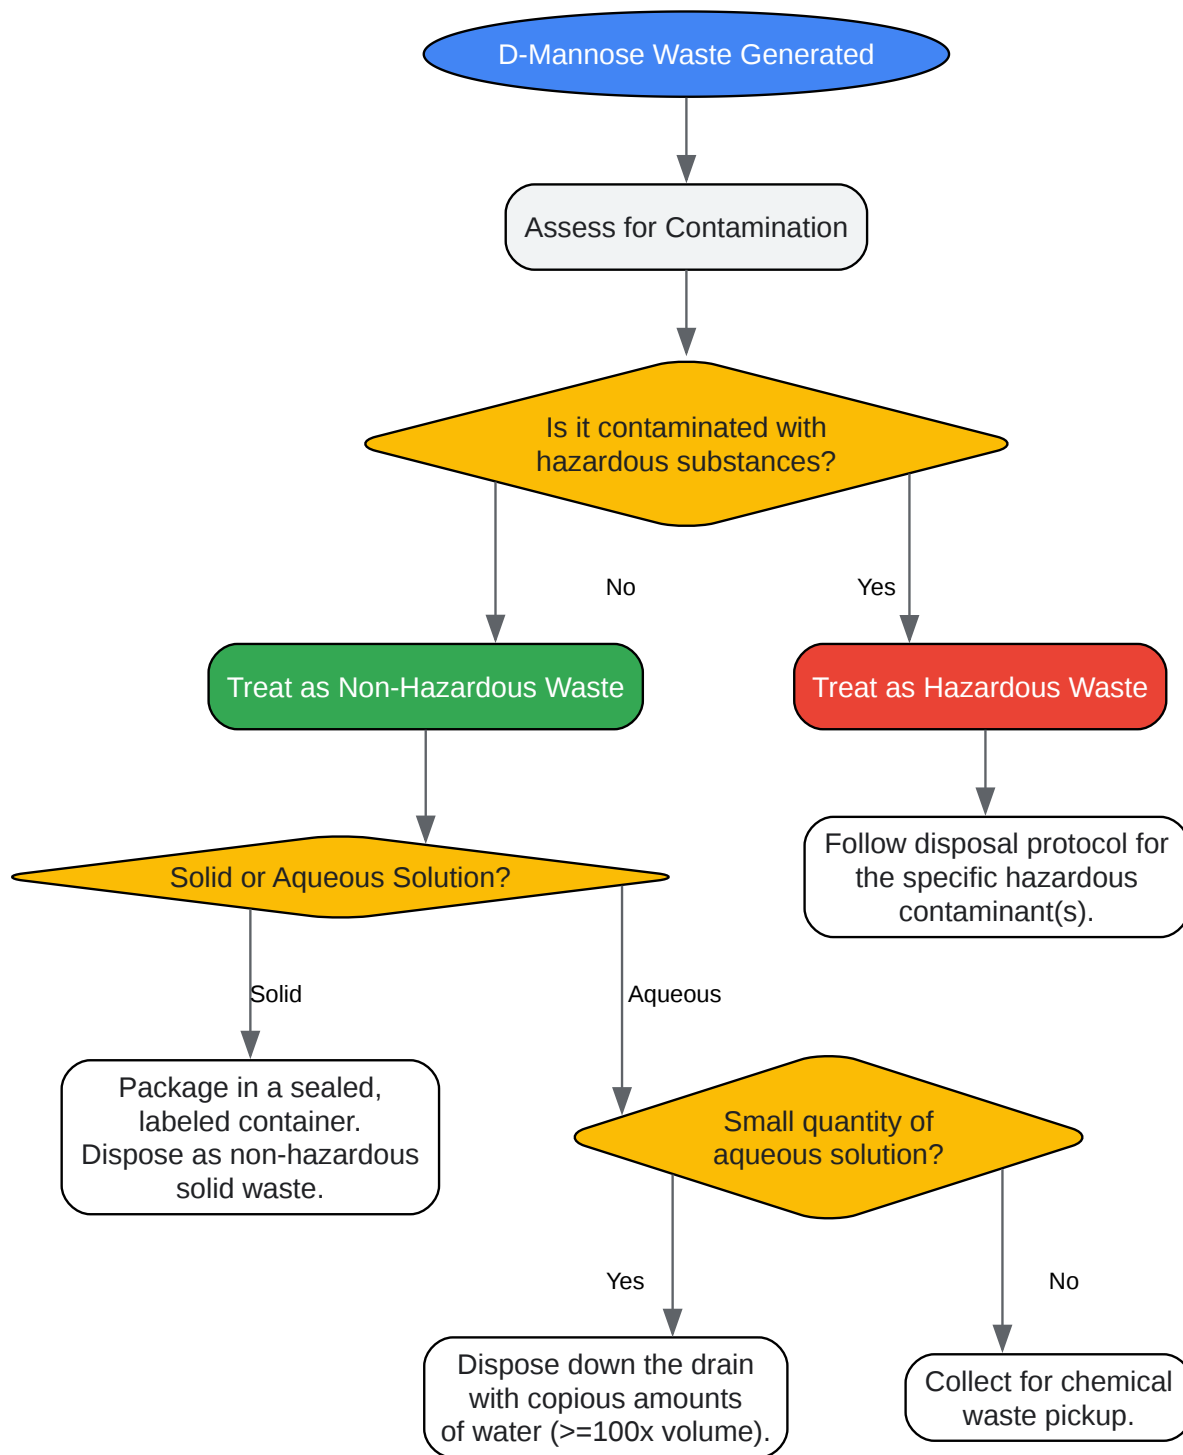 D-Mannose Waste Generated
Assess for Contamination
Is it contaminated with
hazardous substances?
No
Yes
Treat as Non-Hazardous Waste
Treat as Hazardous Waste
Follow disposal protocol for
the specific hazardous
contaminant(s).
Solid or Aqueous Solution?
Solid
Aqueous
Package in a sealed,
labeled container.
Dispose as non-hazardous
solid waste.
Small quantity of
aqueous solution?
Yes
No
Dispose down the drain
with copious amounts
of water (>=100x volume).
Collect for chemical
waste pickup.